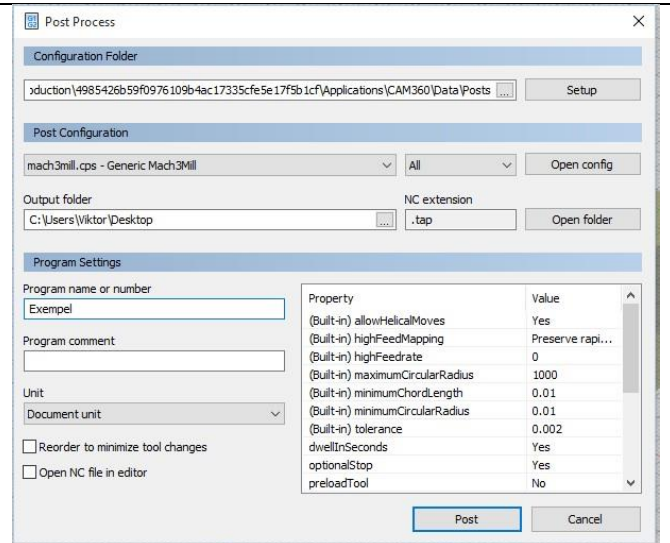 Post Process
Configuration Folder
oduction\4985426b59f0976109b4ac17335cfe5e17f5b1cf\Applications\CAM360\Data\Posts ... Setup
Post Configuration
mach3mill.cps - Generic Mach3Mill All Open config
Output folder NC extension
C:\Users\Viktor\Desktop ... .tap Open folder
Program Settings
Program name or number
Exempel
Program comment
Unit
Document unit
Reorder to minimize tool changes
Open NC file in editor
Property Value
(Built-in) allowHelicalMoves Yes
(Built-in) highFeedMapping Preserve rapi...
(Built-in) highFeedrate 0
(Built-in) maximumCircularRadius 1000
(Built-in) minimumChordLength 0.01
(Built-in) minimumCircularRadius 0.01
(Built-in) tolerance 0.002
dwellInSeconds Yes
optionalStop Yes
preloadTool No
Post Cancel